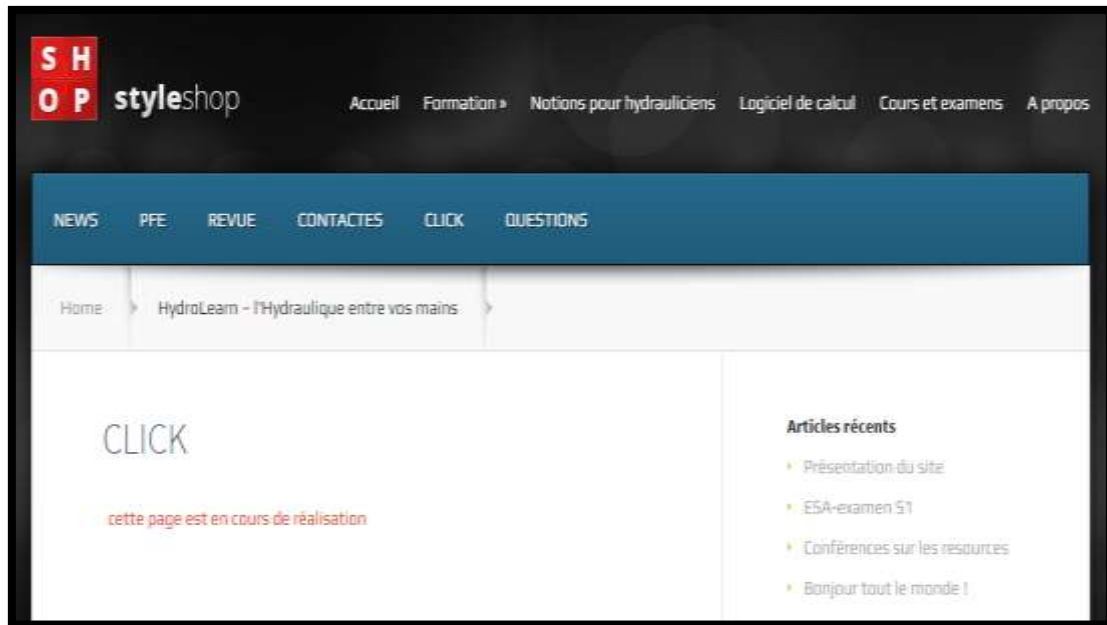 S H
O P
styleshop
Accueil Formation » Notions pour hydrauliciens Logiciel de calcul Cours et examens A propos
NEWS PFE REVUE CONTACTES CLICK QUESTIONS
Home HydroLearn – l'Hydraulique entre vos mains
CLICK
cette page est en cours de réalisation
Articles récents
Présentation du site
ESA-examen S1
Conférences sur les resources
Bonjour tout le monde !